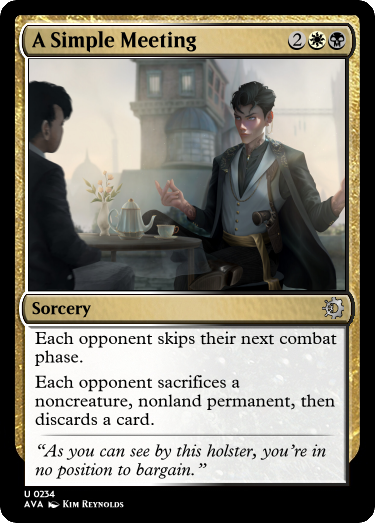 A Simple Meeting 2
Sorcery
Each opponent skips their next combat
phase.
Each opponent sacrifices a
noncreature, nonland permanent, then
discards a card.
“As you can see by this holster, you’re in
no position to bargain.”
U 0234
AVA Kim Reynolds